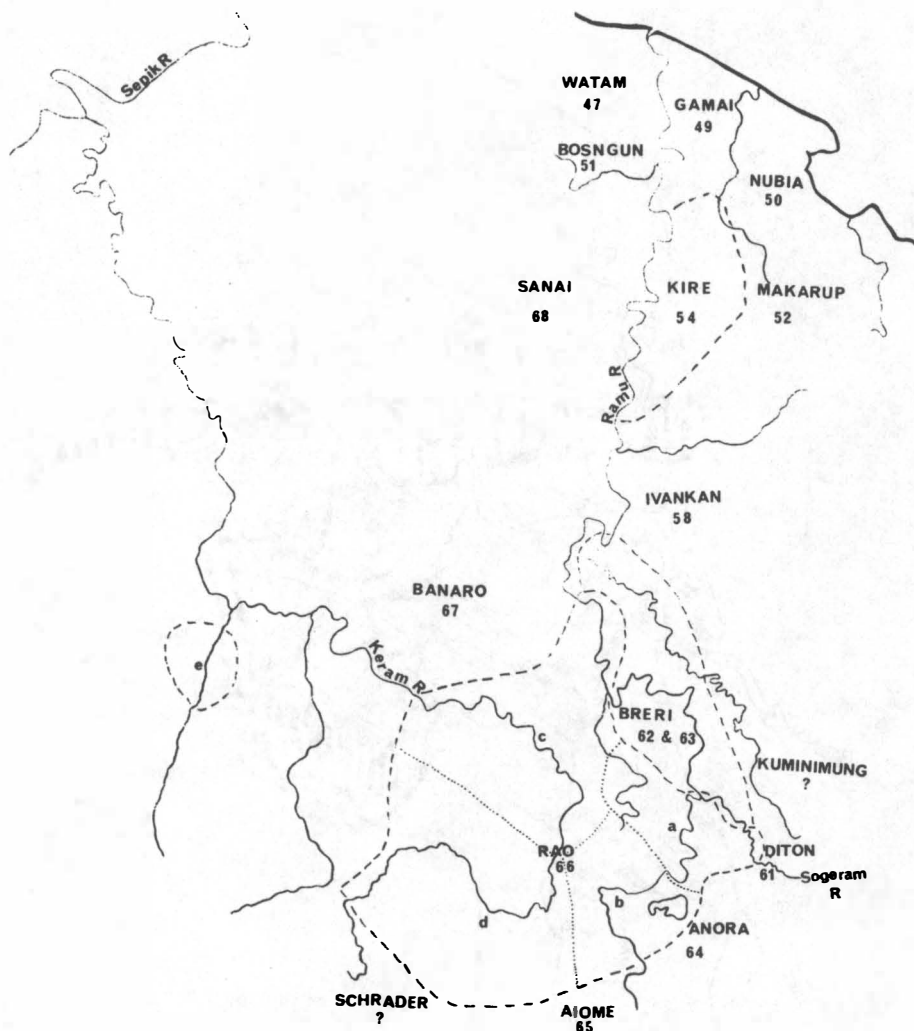 Sepik R
WATAM
47
GAMAI
49
BOSNGUN
51
NUBIA
50
SANAI
68
KIRE
54
MAKARUP
52
Ramu R
IVANKAN
58
BANARO
67
e
Keram R
c
BRERI
62 & 63
KUMINIMUNG
?
a
RAO
66
DITON
61
Sogeram
R
b
d
ANORA
64
SCHRADER
?
AIOME
65